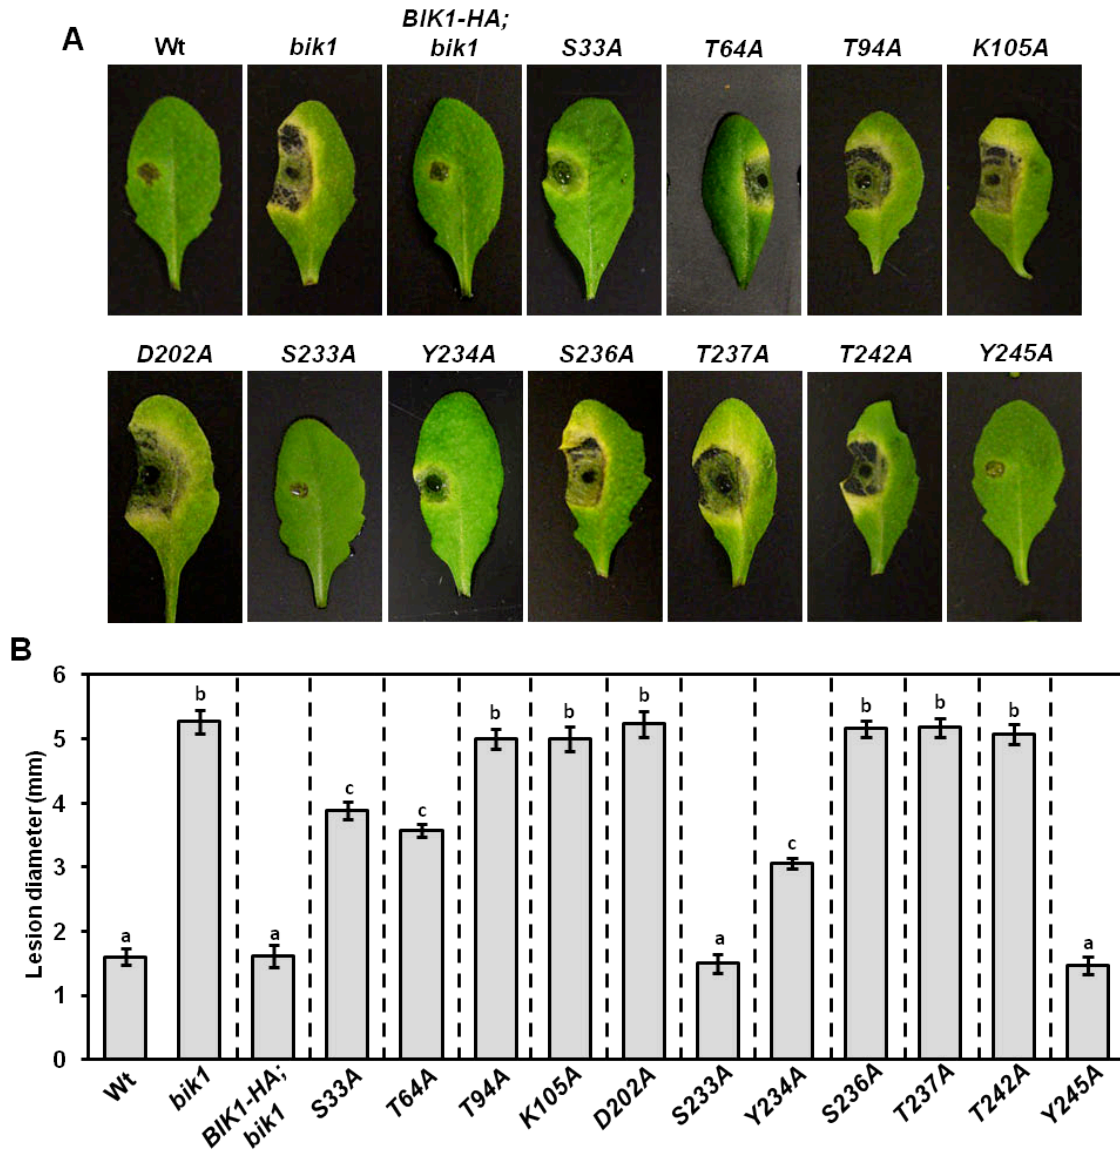 A
Wt
bik1
BIK1-HA;
bik1
S33A
T64A
T94A
K105A
D202A
S233A
Y234A
S236A
T237A
T242A
Y245A
B
Lesion diameter (mm)
6
5
4
3
2
1
0
a
b
a
c
c
b
b
b
a
c
b
b
b
a
Wt
bik1
BIK1-HA;
bik1
S33A
T64A
T94A
K105A
D202A
S233A
Y234A
S236A
T237A
T242A
Y245A